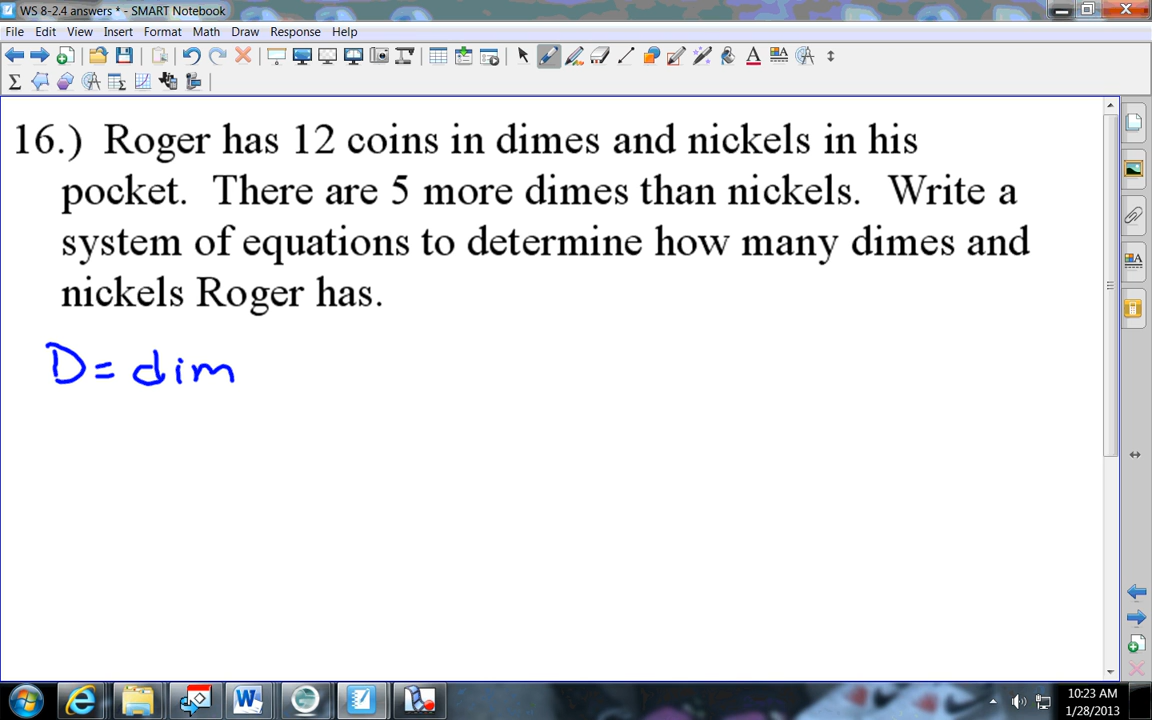 WS 8-2.4 answers * - SMART Notebook
File Edit View Insert Format Math Draw Response Help
16.) Roger has 12 coins in dimes and nickels in his
pocket. There are 5 more dimes than nickels. Write a
system of equations to determine how many dimes and
nickels Roger has.
D = dim
10:23 AM
1/28/2013